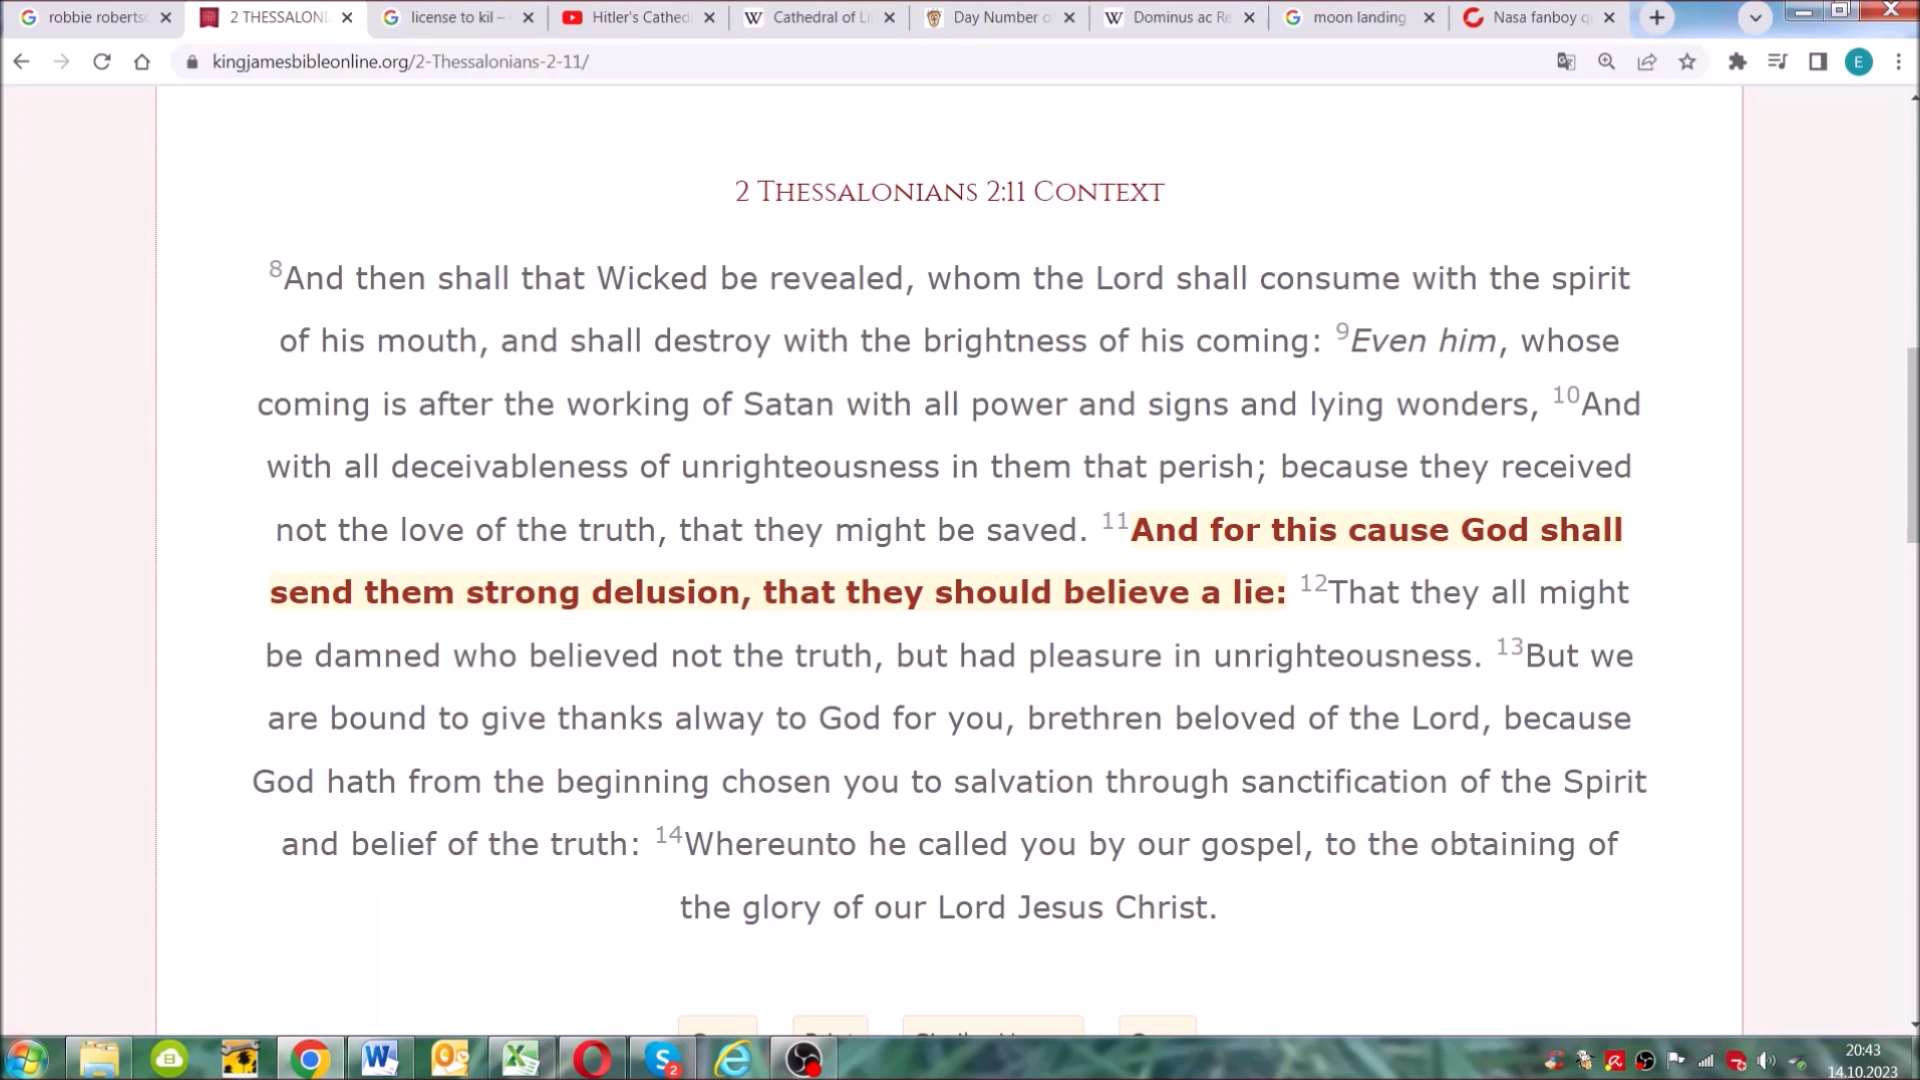 robbie roberts
2 THESSALONI
license to kil –
Hitler's Cathed
Cathedral of Li
Day Number o
Dominus ac Re
moon landing
Nasa fanboy q
kingjamesbibleonline.org/2-Thessalonians-2-11/
E
2 THESSALONIANS 2:11 CONTEXT
8And then shall that Wicked be revealed, whom the Lord shall consume with the spirit
of his mouth, and shall destroy with the brightness of his coming: 9Even him, whose
coming is after the working of Satan with all power and signs and lying wonders, 10And
with all deceivableness of unrighteousness in them that perish; because they received
not the love of the truth, that they might be saved. 11And for this cause God shall
send them strong delusion, that they should believe a lie: 12That they all might
be damned who believed not the truth, but had pleasure in unrighteousness. 13But we
are bound to give thanks alway to God for you, brethren beloved of the Lord, because
God hath from the beginning chosen you to salvation through sanctification of the Spirit
and belief of the truth: 14Whereunto he called you by our gospel, to the obtaining of
the glory of our Lord Jesus Christ.
20:43
14.10.2023